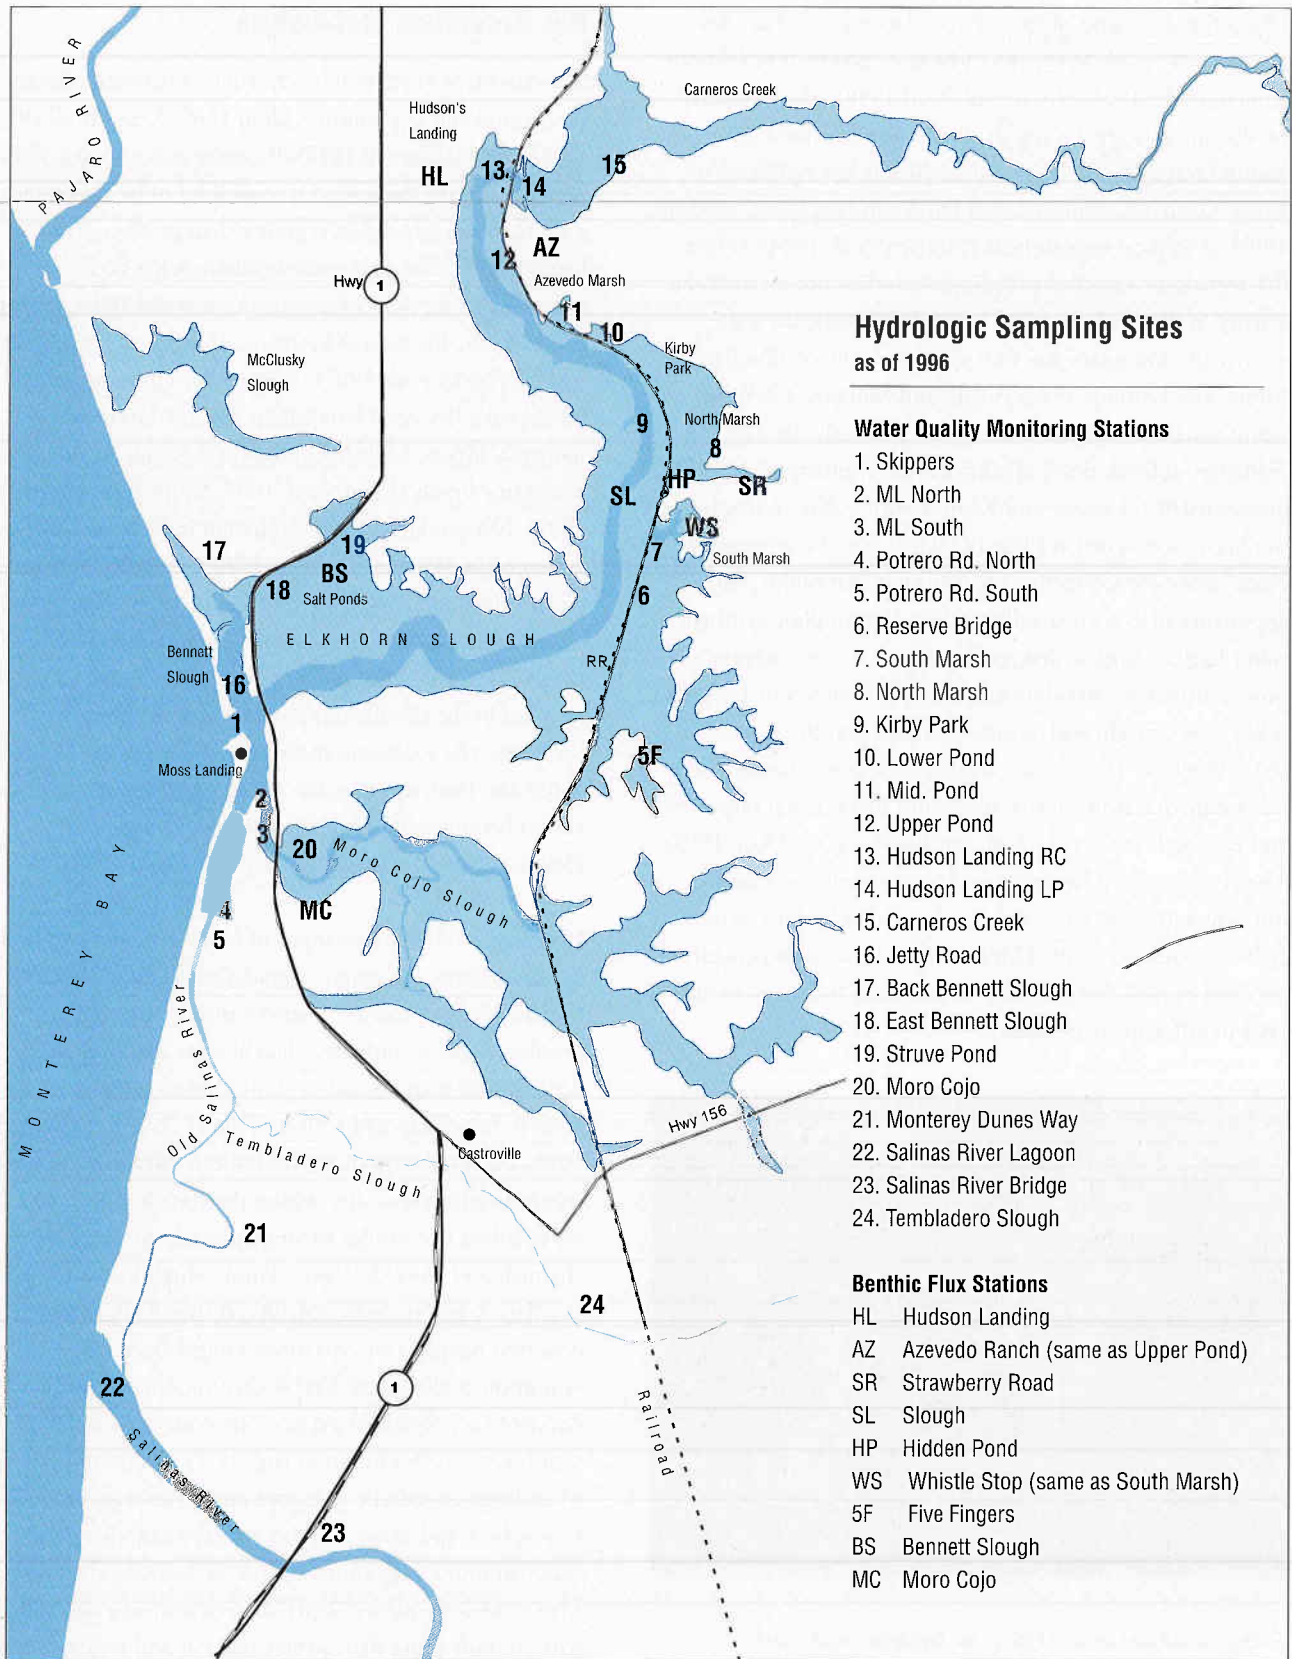 PAJARO RIVER
Carneros Creek
Hudson's
Landing
HL
13
14
15
AZ
12
Azevedo Marsh
Hwy 1
11
10
Kirby
Park
McClusky
Slough
9
North Marsh
8
HP
SR
SL
WS
7
South Marsh
17
19
BS
18
Salt Ponds
6
ELKHORN SLOUGH
Bennett
Slough
RR
16
1
5F
Moss Landing
2
3
20
Moro Cojo Slough
MC
4
5
MONTEREY BAY
Old Salinas River
Tembladero Slough
Castroville
Hwy 156
21
24
22
1
Railroad
Salinas River
23
Hydrologic Sampling Sites
as of 1996
Water Quality Monitoring Stations
1. Skippers
2. ML North
3. ML South
4. Potrero Rd. North
5. Potrero Rd. South
6. Reserve Bridge
7. South Marsh
8. North Marsh
9. Kirby Park
10. Lower Pond
11. Mid. Pond
12. Upper Pond
13. Hudson Landing RC
14. Hudson Landing LP
15. Carneros Creek
16. Jetty Road
17. Back Bennett Slough
18. East Bennett Slough
19. Struve Pond
20. Moro Cojo
21. Monterey Dunes Way
22. Salinas River Lagoon
23. Salinas River Bridge
24. Tembladero Slough
Benthic Flux Stations
HL Hudson Landing
AZ Azevedo Ranch (same as Upper Pond)
SR Strawberry Road
SL Slough
HP Hidden Pond
WS Whistle Stop (same as South Marsh)
5F Five Fingers
BS Bennett Slough
MC Moro Cojo